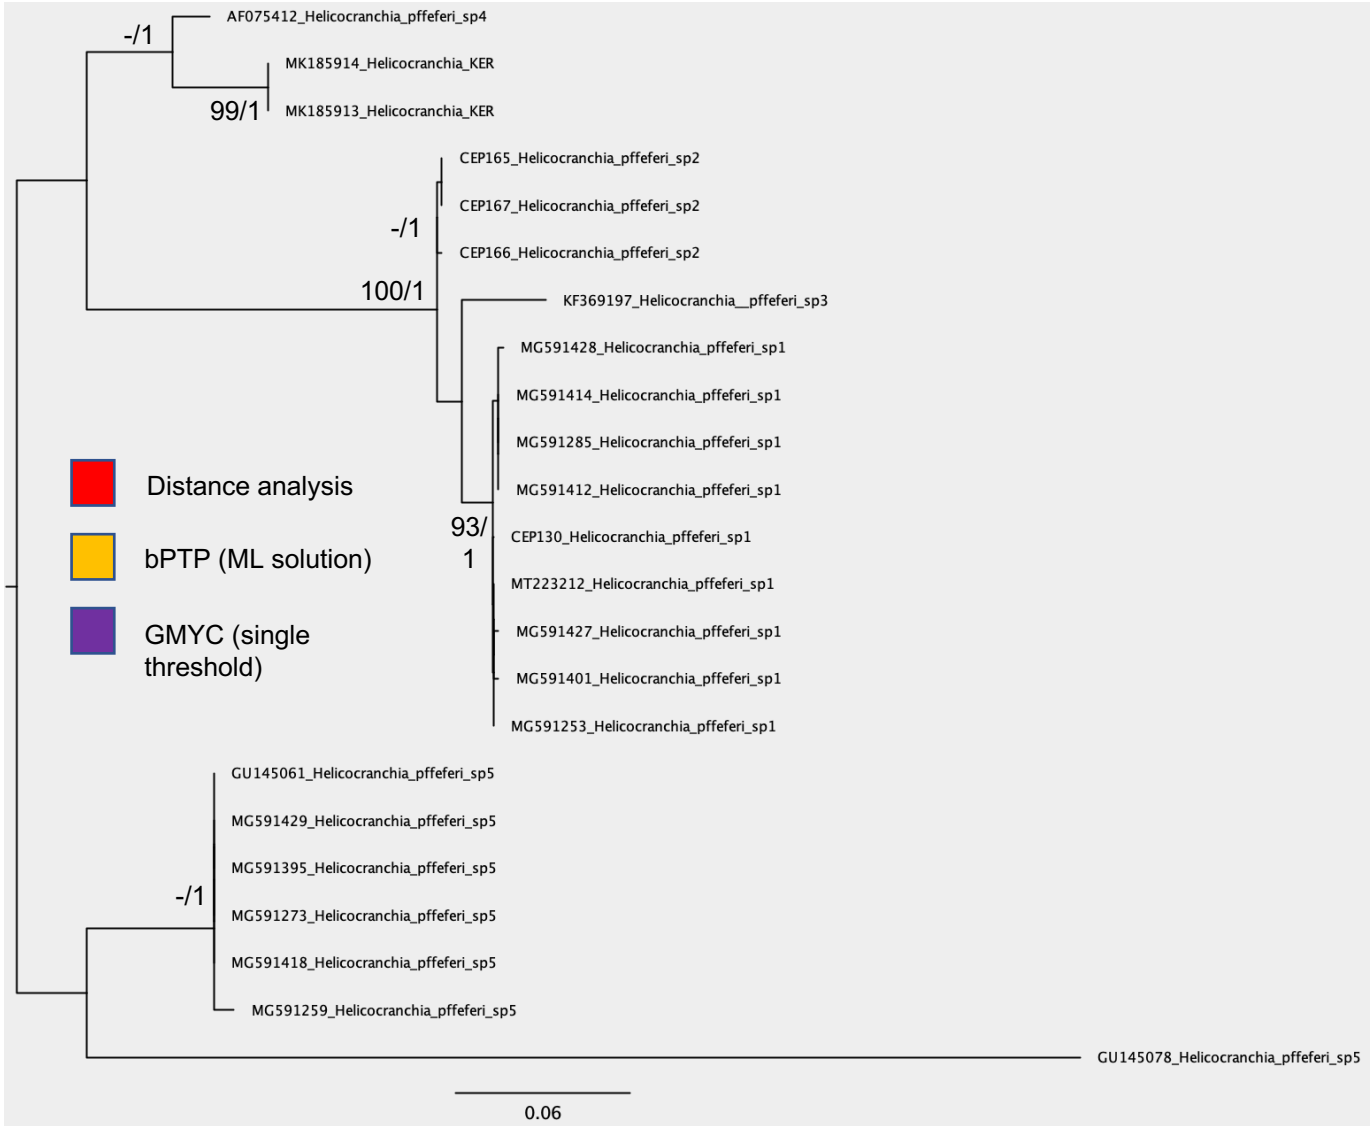 AF075412_Helicocranchia_pffeferi_sp4
-/1
MK185914_Helicocranchia_KER
99/1
MK185913_Helicocranchia_KER
CEP165_Helicocranchia_pffeferi_sp2
CEP167_Helicocranchia_pffeferi_sp2
-/1
CEP166_Helicocranchia_pffeferi_sp2
100/1
KF369197_Helicocranchia__pffeferi_sp3
MG591428_Helicocranchia_pffeferi_sp1
MG591414_Helicocranchia_pffeferi_sp1
MG591285_Helicocranchia_pffeferi_sp1
MG591412_Helicocranchia_pffeferi_sp1
93/
1
CEP130_Helicocranchia_pffeferi_sp1
MT223212_Helicocranchia_pffeferi_sp1
MG591427_Helicocranchia_pffeferi_sp1
MG591401_Helicocranchia_pffeferi_sp1
MG591253_Helicocranchia_pffeferi_sp1
Distance analysis
bPTP (ML solution)
GMYC (single
threshold)
GU145061_Helicocranchia_pffeferi_sp5
MG591429_Helicocranchia_pffeferi_sp5
MG591395_Helicocranchia_pffeferi_sp5
-/1
MG591273_Helicocranchia_pffeferi_sp5
MG591418_Helicocranchia_pffeferi_sp5
MG591259_Helicocranchia_pffeferi_sp5
GU145078_Helicocranchia_pffeferi_sp5
0.06